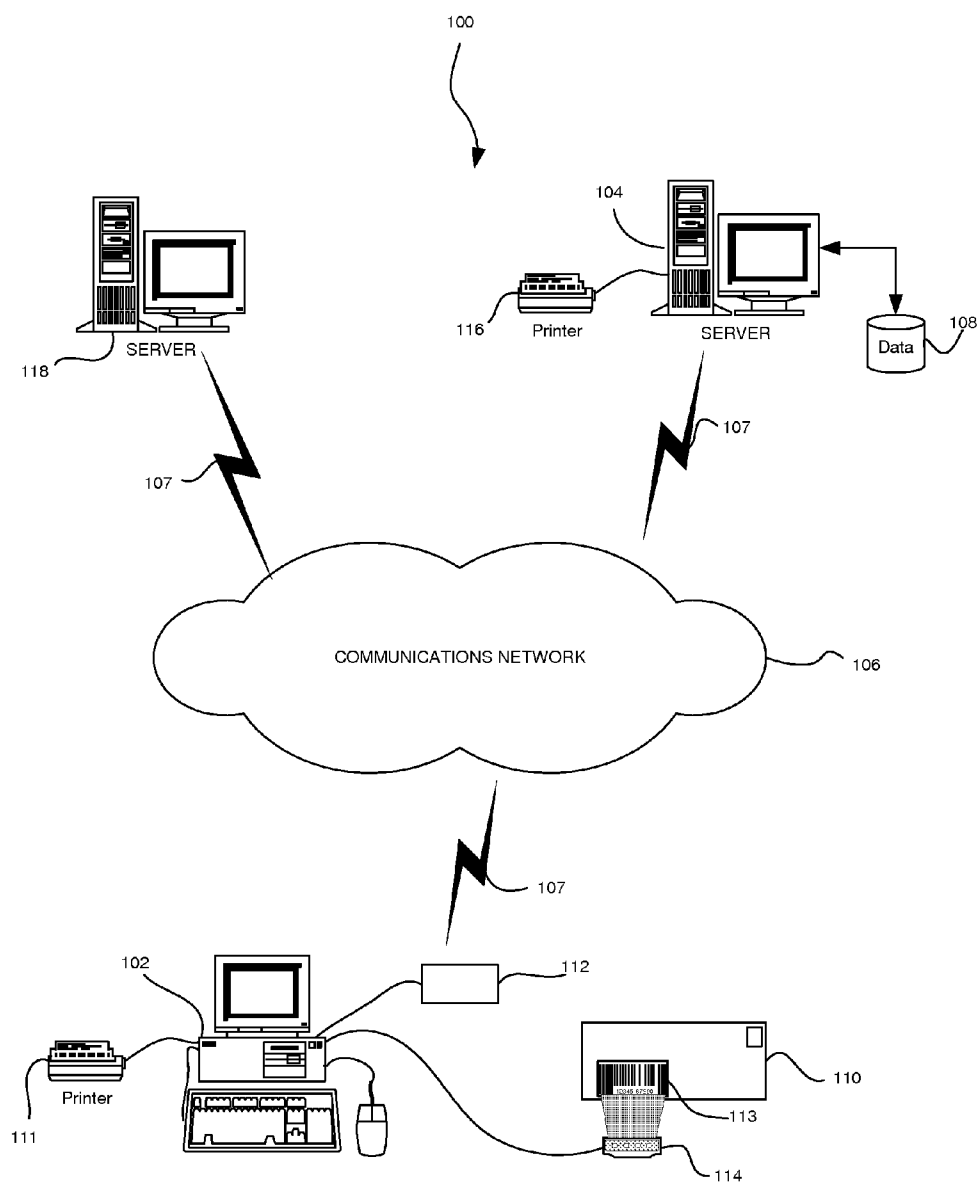 100
104
116
Printer
SERVER
Data
108
118
SERVER
107
107
COMMUNICATIONS NETWORK
106
107
102
112
111
Printer
110
113
114